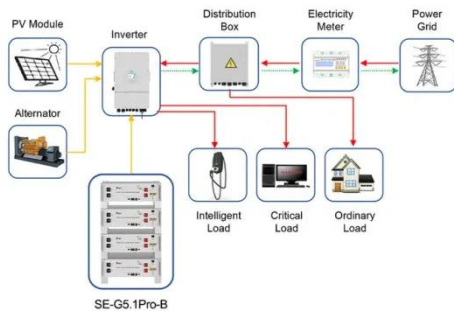 PV Module
Inverter
Distribution
Box
Electricity
Meter
Power
Grid
Alternator
Intelligent
Load
Critical
Load
Ordinary
Load
SE-G5.1Pro-B